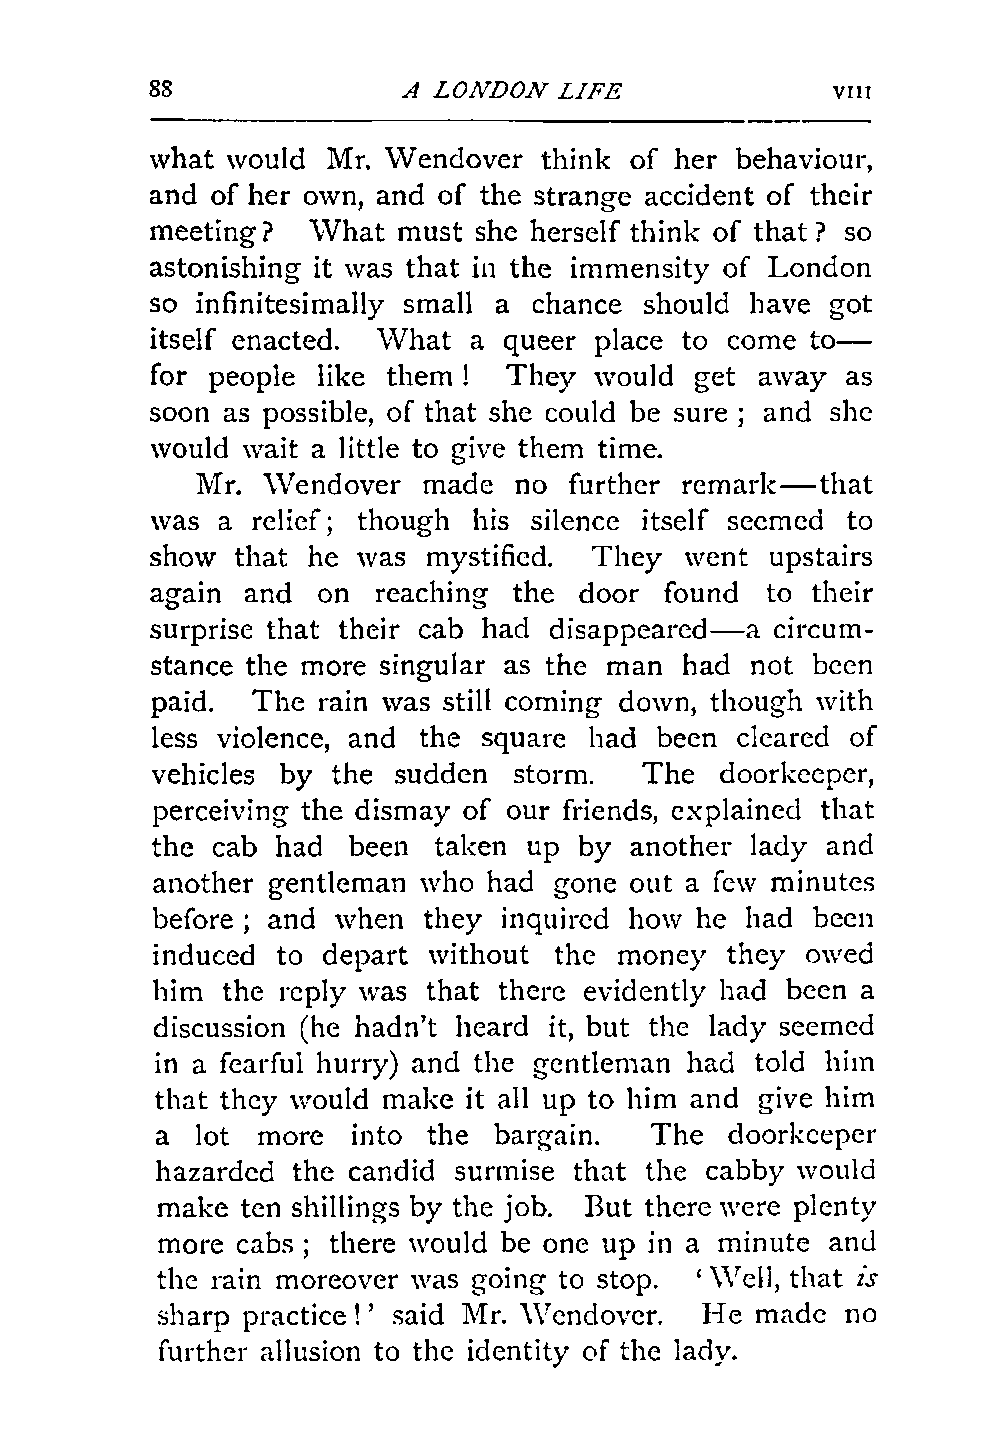 88 A LONDON LIFE VIII
what would Mr. Wendover think of her behaviour,
and of her own, and of the strange accident of their
meeting? What must she herself think of that? so
astonishing it was that in the immensity of London
so infinitesimally small a chance should have got
itself enacted. What a queer place to come to—
for people like them! They would get away as
soon as possible, of that she could be sure; and she
would wait a little to give them time.
Mr. Wendover made no further remark—that
was a relief; though his silence itself seemed to
show that he was mystified. They went upstairs
again and on reaching the door found to their
surprise that their cab had disappeared—a circum-
stance the more singular as the man had not been
paid. The rain was still coming down, though with
less violence, and the square had been cleared of
vehicles by the sudden storm. The doorkeeper,
perceiving the dismay of our friends, explained that
the cab had been taken up by another lady and
another gentleman who had gone out a few minutes
before; and when they inquired how he had been
induced to depart without the money they owed
him the reply was that there evidently had been a
discussion (he hadn't heard it, but the lady seemed
in a fearful hurry) and the gentleman had told him
that they would make it all up to him and give him
a lot more into the bargain. The doorkeeper
hazarded the candid surmise that the cabby would
make ten shillings by the job. But there were plenty
more cabs; there would be one up in a minute and
the rain moreover was going to stop. ‘Well, that is
sharp practice!’ said Mr. Wendover. He made no
further allusion to the identity of the lady.